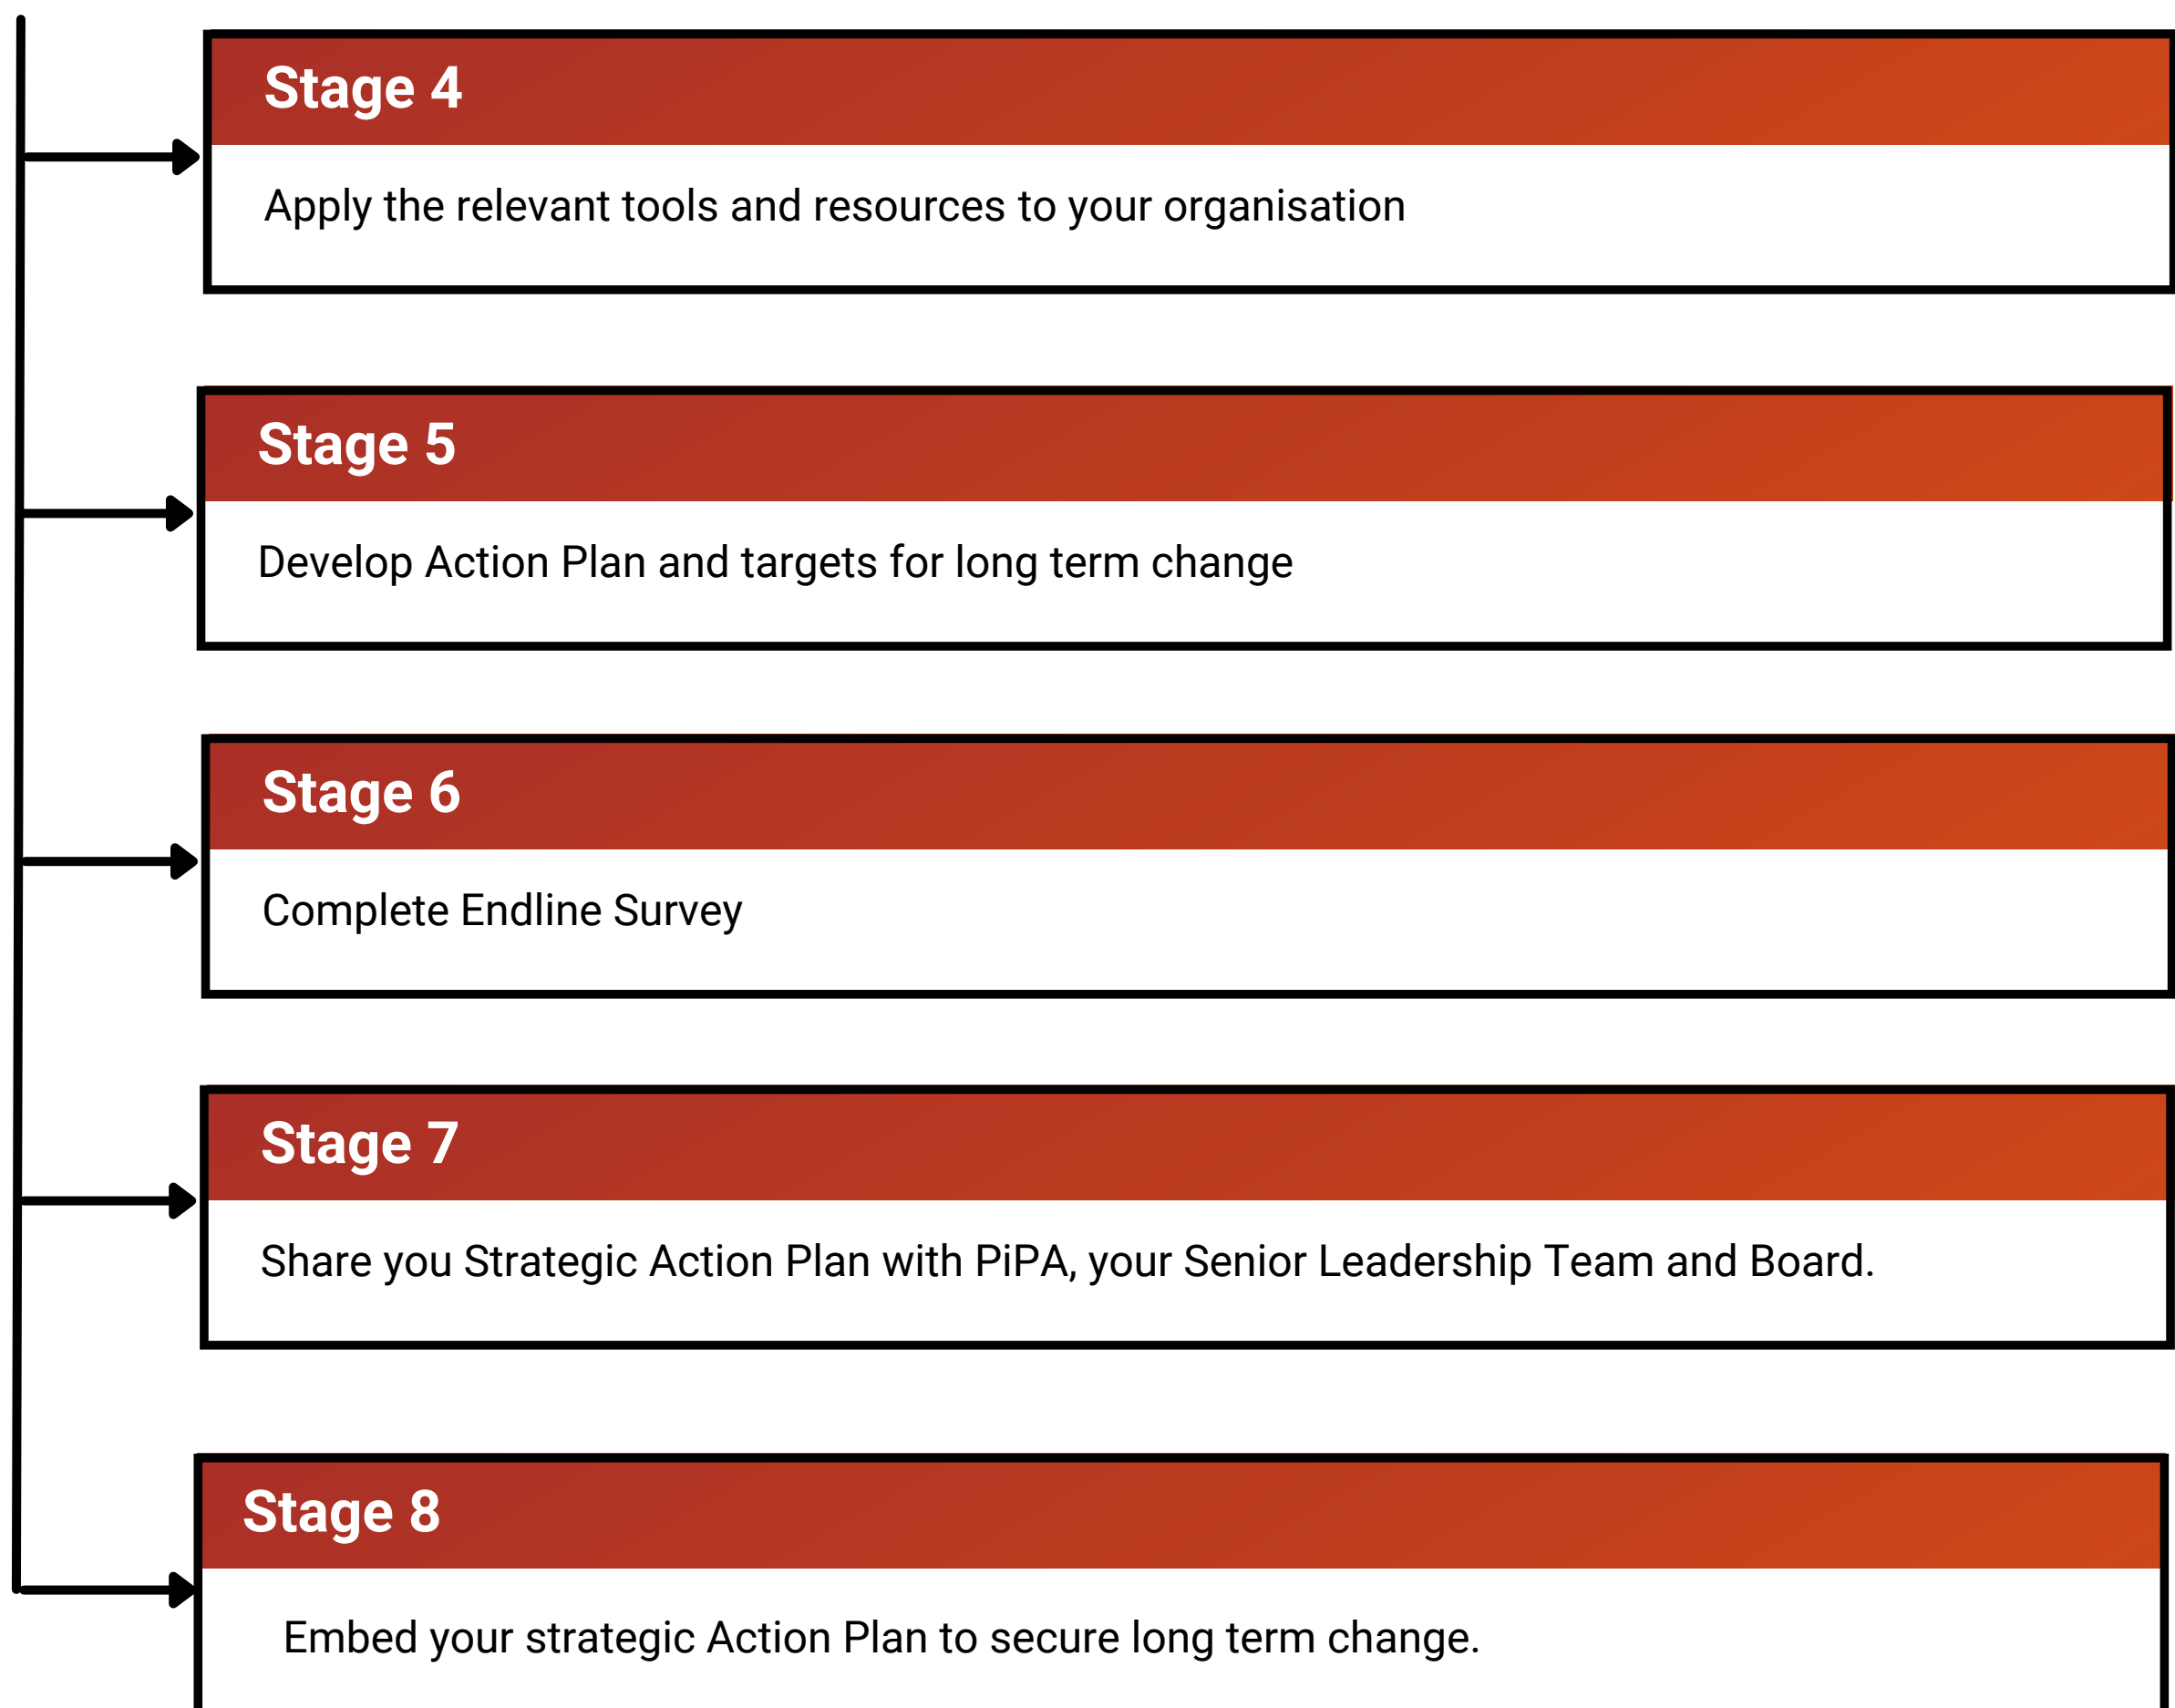 Stage 4
Apply the relevant tools and resources to your organisation
Stage 5
Develop Action Plan and targets for long term change
Stage 6
Complete Endline Survey
Stage 7
Share you Strategic Action Plan with PiPA, your Senior Leadership Team and Board.
Stage 8
Embed your strategic Action Plan to secure long term change.